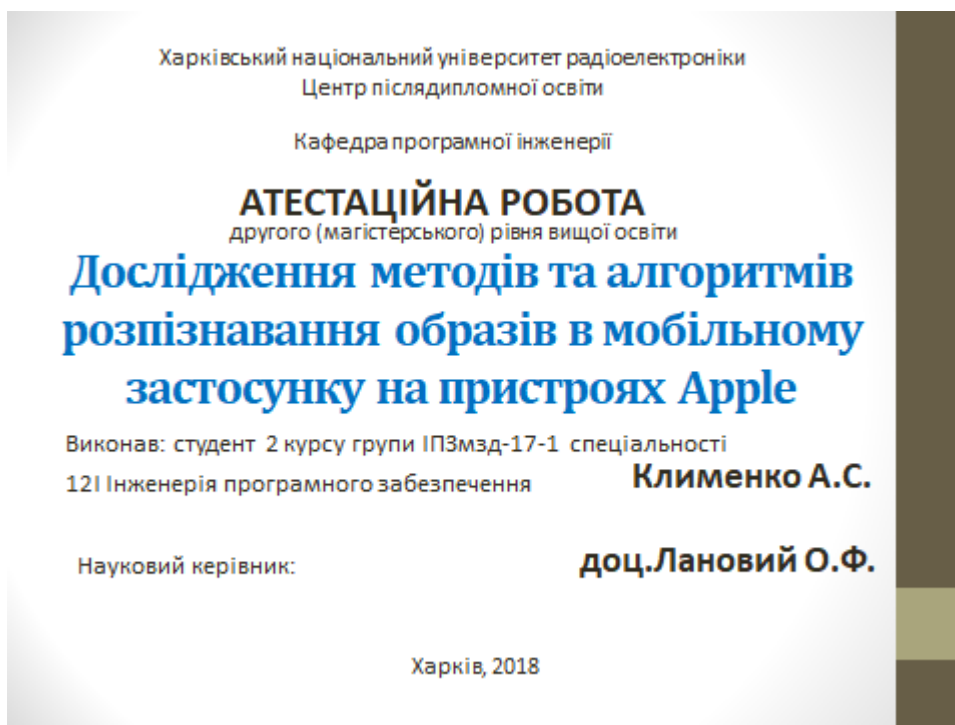 Харківський національний університет радіоелектроніки
Центр післядипломної освіти
Кафедра програмної інженерії
АТЕСТАЦІЙНА РОБОТА
другого (магістерського) рівня вищої освіти
Дослідження методів та алгоритмів
розпізнавання образів в мобільному
застосунку на пристроях Apple
Виконав: студент 2 курсу групи ІПЗмзд-17-1 спеціальності
12І Інженерія програмного забезпечення
Клименко А.С.
Науковий керівник:
доц.Лановий О.Ф.
Харків, 2018